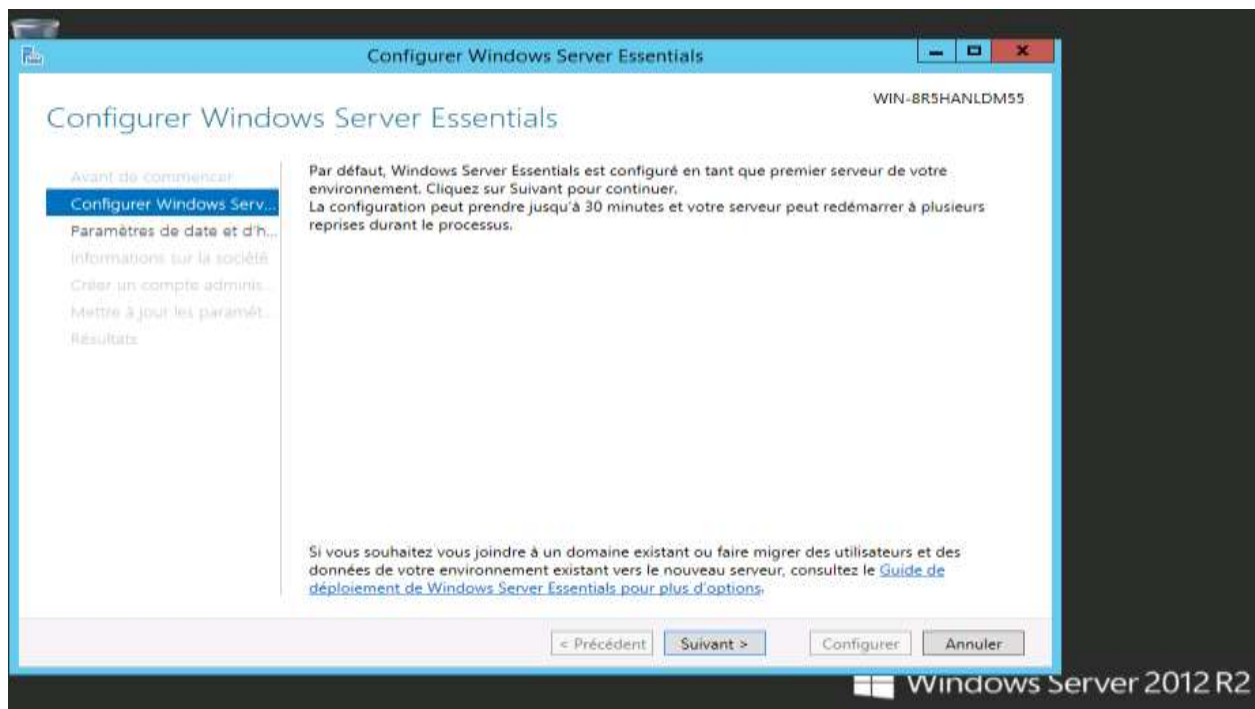 Configurer Windows Server Essentials
WIN-8R5HANLDM55
Configurer Windows Server Essentials
Avant de commencer
Configurer Windows Serv...
Paramètres de date et d'h...
Informations sur la société
Créer un compte adminis...
Mettre à jour les paramèt...
Résultats
Par défaut, Windows Server Essentials est configuré en tant que premier serveur de votre
environnement. Cliquez sur Suivant pour continuer.
La configuration peut prendre jusqu'à 30 minutes et votre serveur peut redémarrer à plusieurs
reprises durant le processus.
Si vous souhaitez vous joindre à un domaine existant ou faire migrer des utilisateurs et des
données de votre environnement existant vers le nouveau serveur, consultez le Guide de
déploiement de Windows Server Essentials pour plus d'options.
< Précédent Suivant > Configurer Annuler
Windows Server 2012 R2